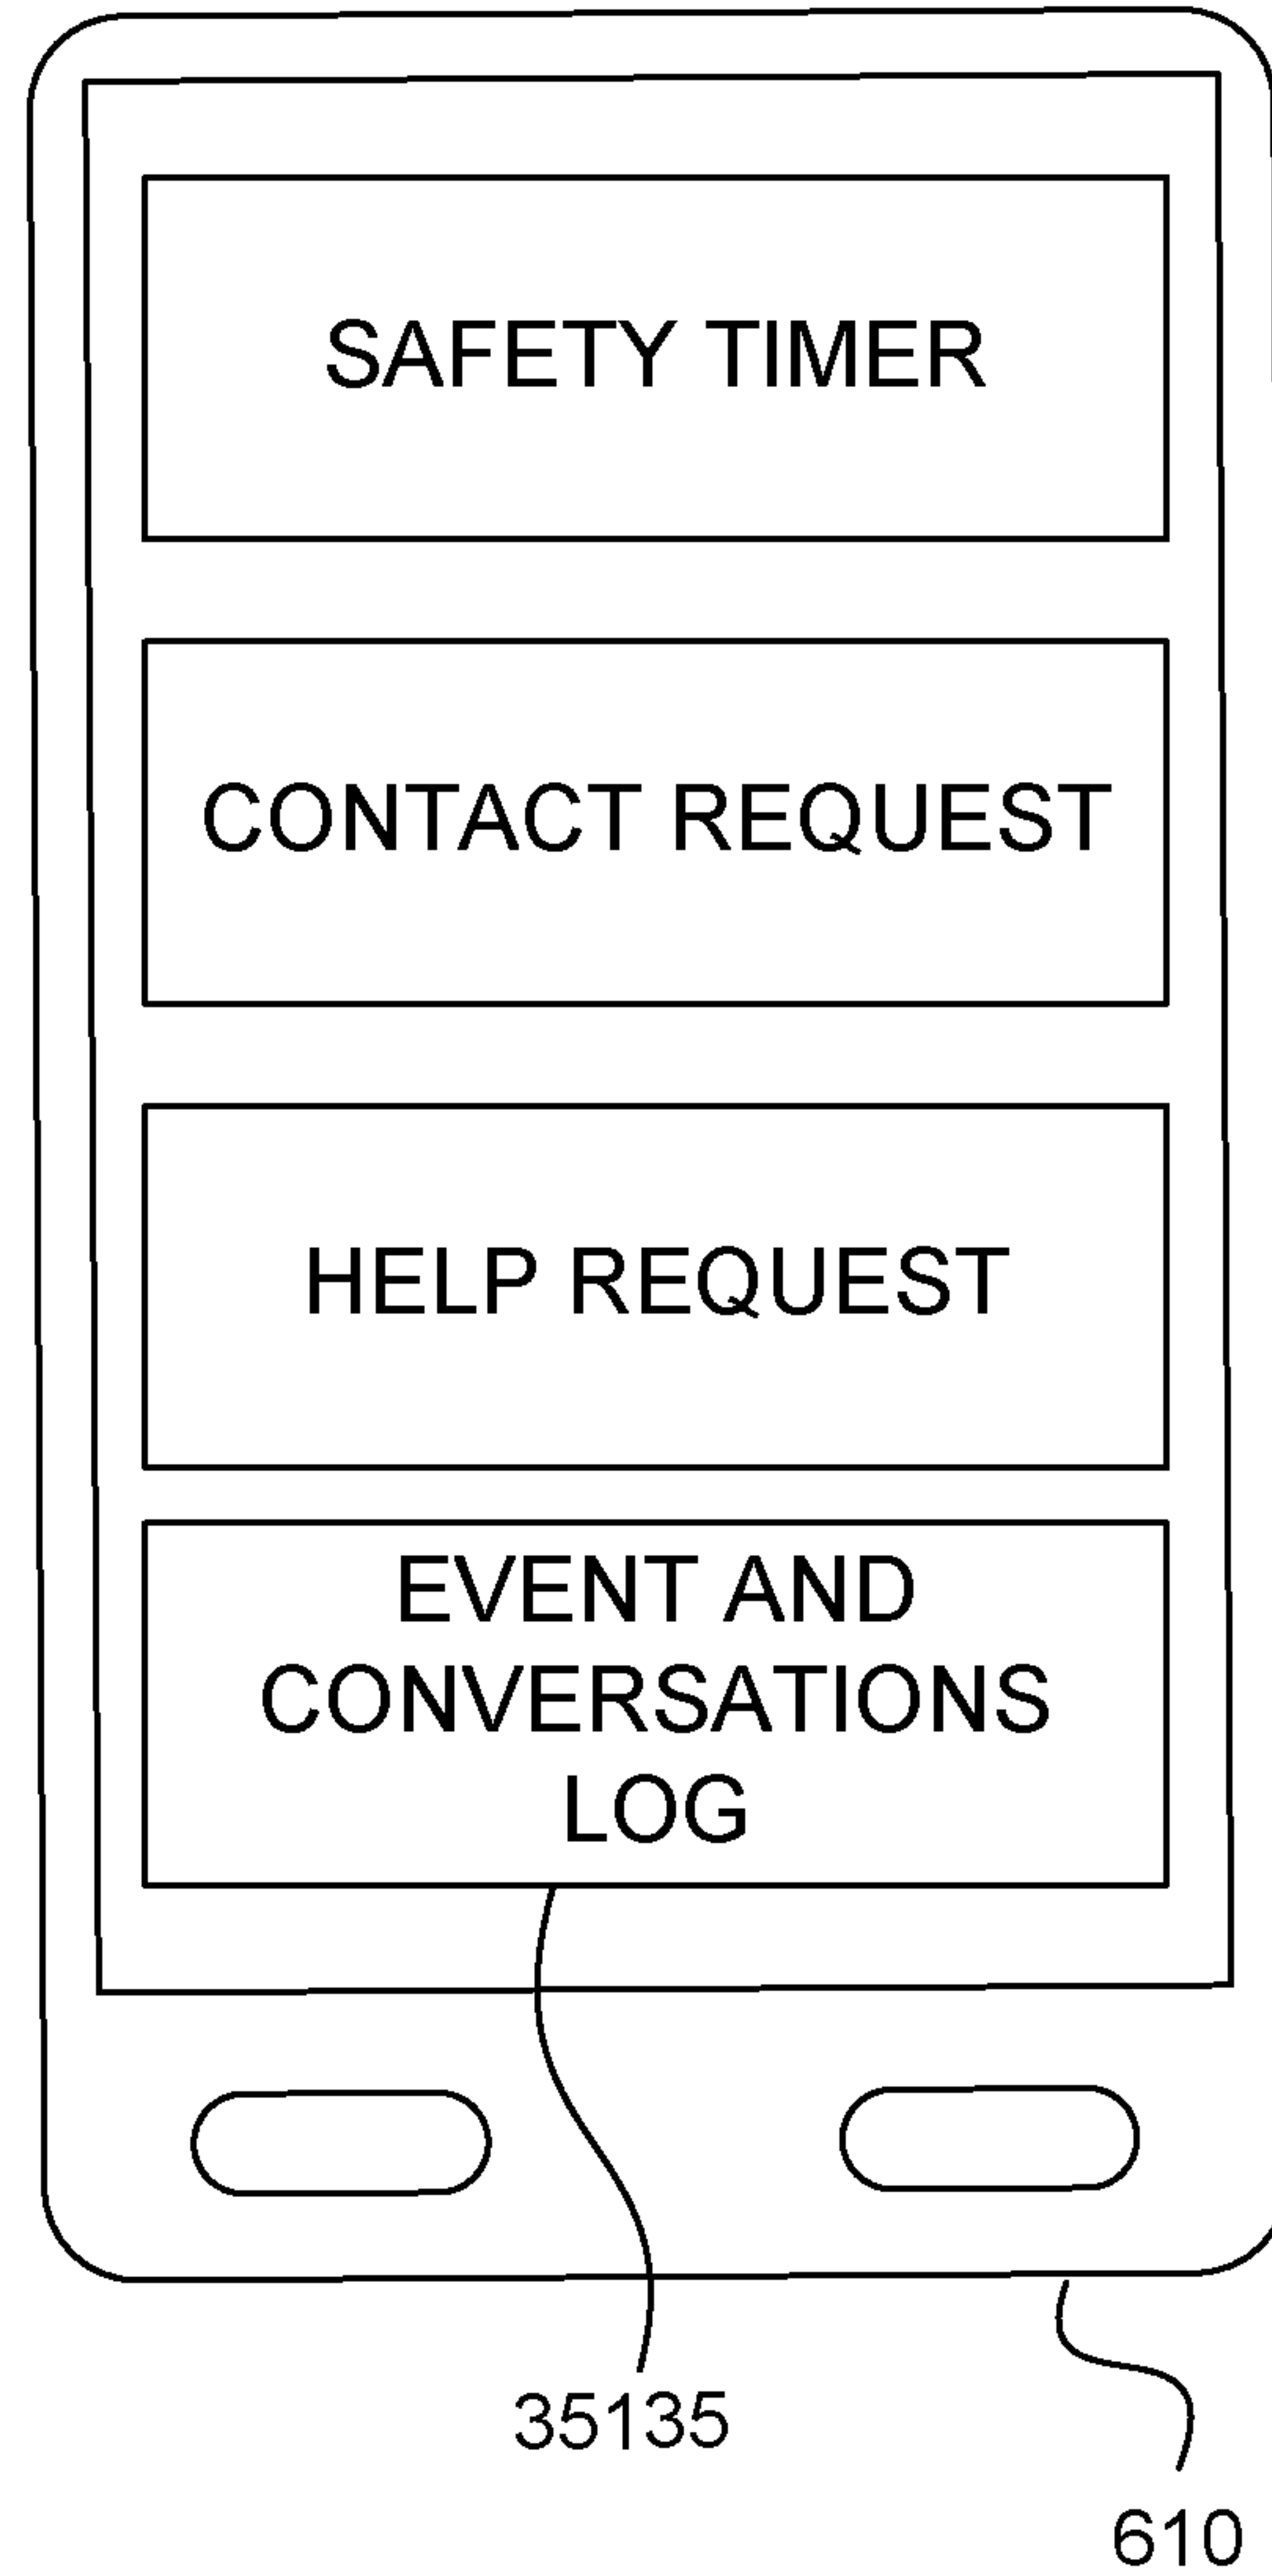 SAFETY TIMER
CONTACT REQUEST
HELP REQUEST
EVENT AND
CONVERSATIONS
LOG
35135
610